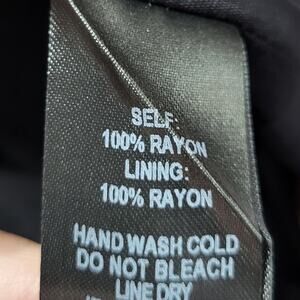 SELF:
100% RAYON
LINING:
100% RAYON
HAND WASH COLD
DO NOT BLEACH
LINE DRY